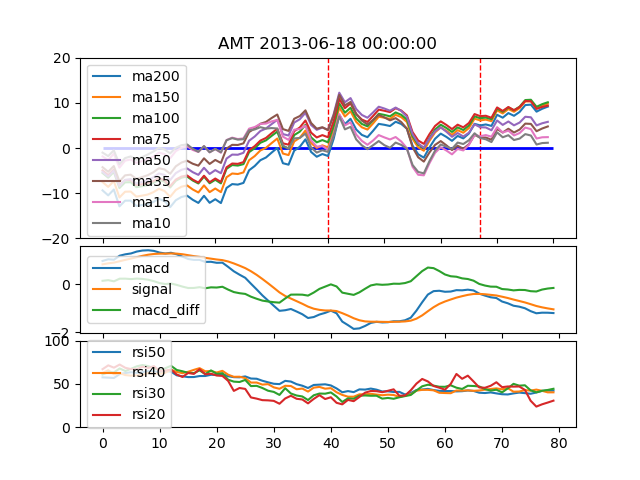 AMT 2013-06-18 00:00:00
20
10
0
−10
−20
ma200
ma150
ma100
ma75
ma50
ma35
ma15
ma10
0
−2
macd
signal
macd_diff
100
50
0
rsi50
rsi40
rsi30
rsi20
0 10 20 30 40 50 60 70 80